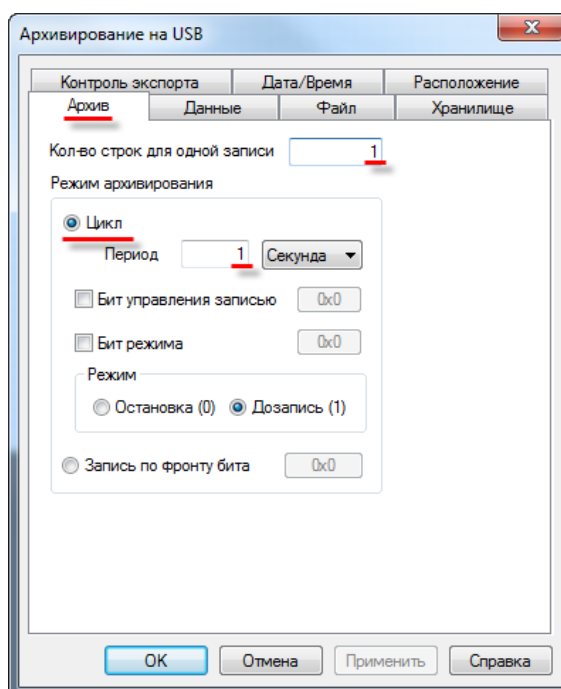 Архивирование на USB
Контроль экспорта Дата/Время Расположение
Архив Данные Файл Хранилище
Кол-во строк для одной записи 1
Режим архивирования
Цикл
Период 1 Секунда
Бит управления записью 0x0
Бит режима 0x0
Режим
Остановка (0) Дозапись (1)
Запись по фронту бита 0x0
OK Отмена Применить Справка